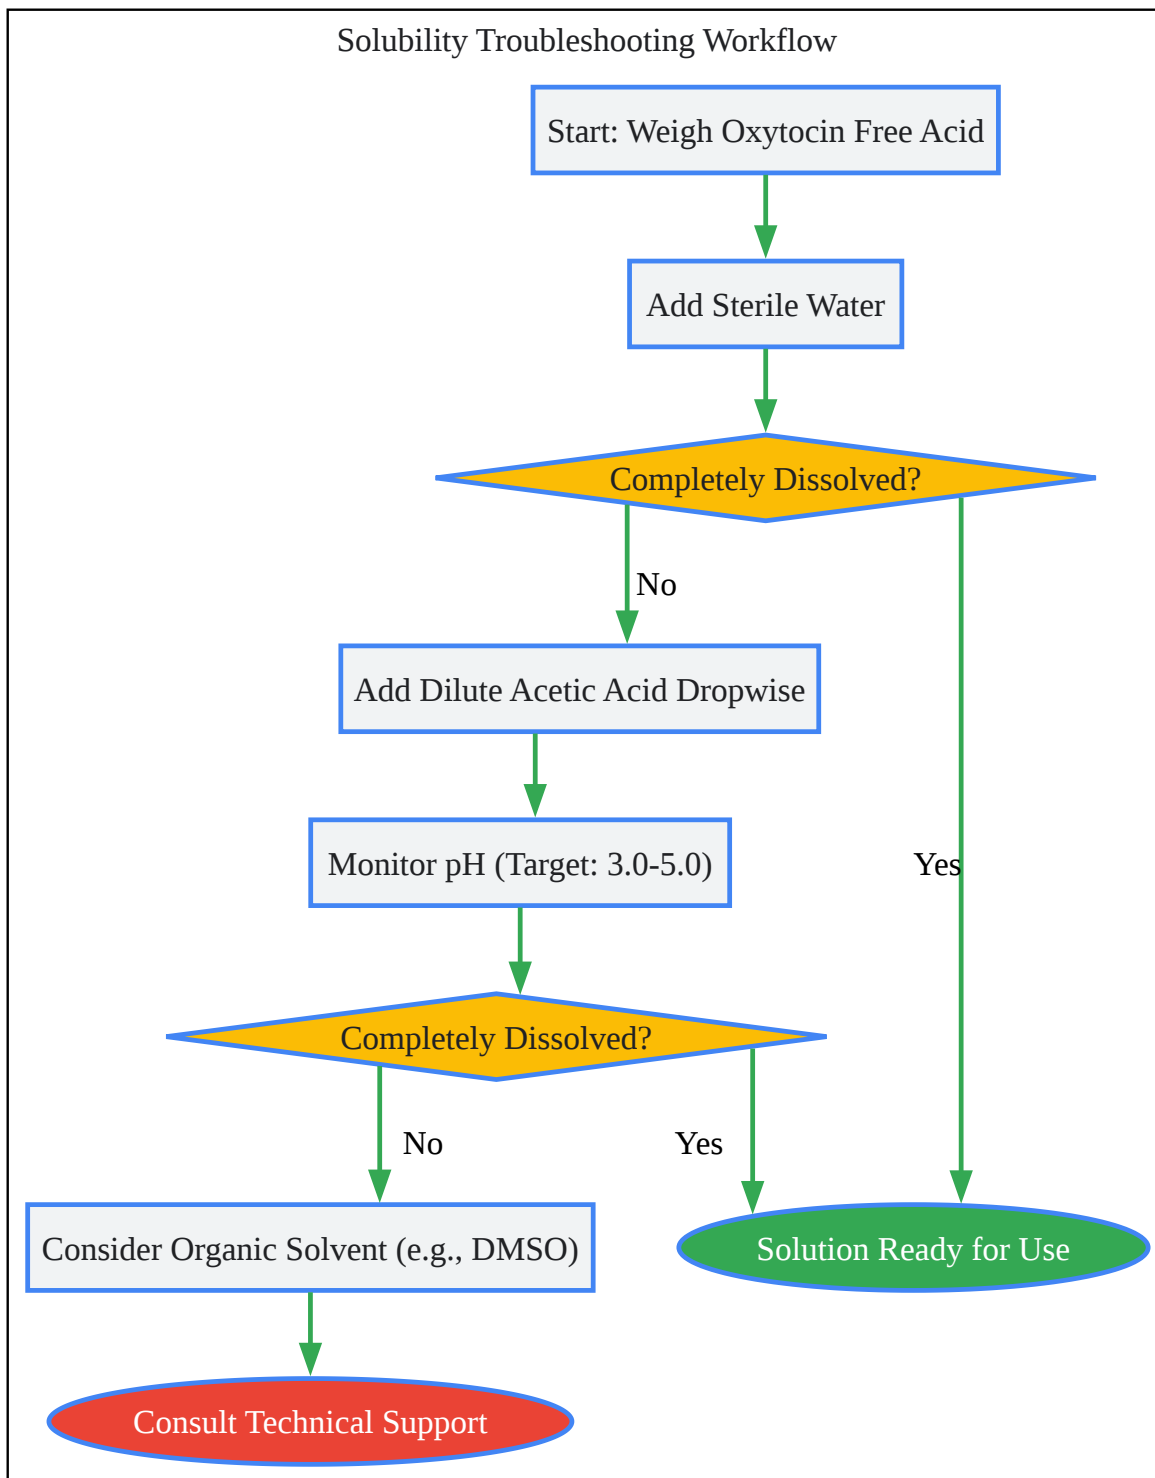 Solubility Troubleshooting Workflow
Start: Weigh Oxytocin Free Acid
Add Sterile Water
Completely Dissolved?
No
Add Dilute Acetic Acid Dropwise
Monitor pH (Target: 3.0-5.0)
Yes
Completely Dissolved?
No
Yes
Consider Organic Solvent (e.g., DMSO)
Solution Ready for Use
Consult Technical Support